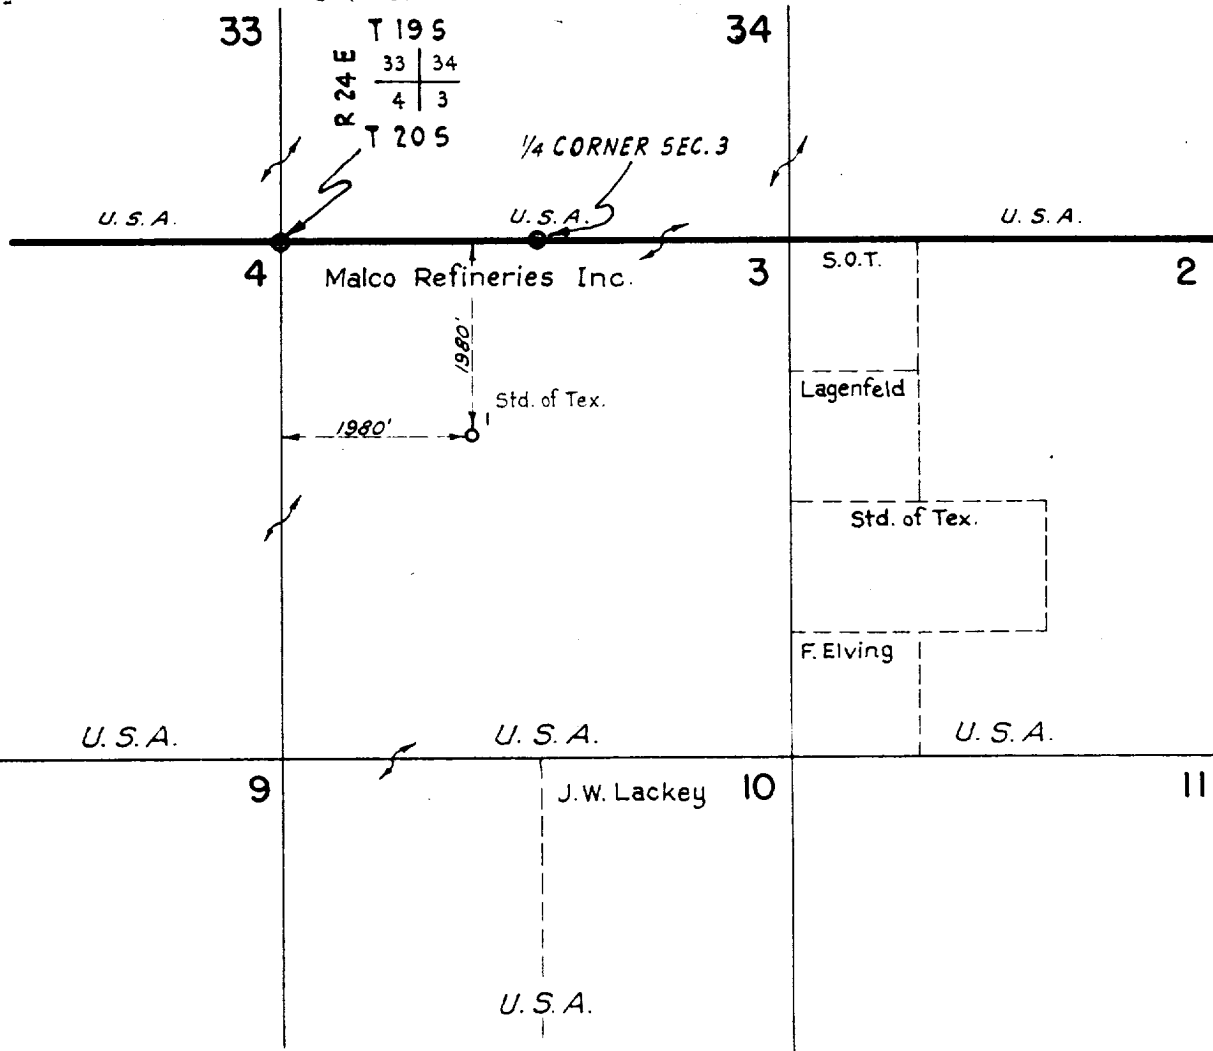 33
T 19 S
34
R 24 E
33 34
4 3
T 20 S
1/4 CORNER SEC. 3
U. S. A.
U. S. A.
U. S. A.
4
Malco Refineries Inc.
3
S.O.T.
2
1980'
Lagenfeld
Std. of Tex.
1
1980'
Std. of Tex.
F. Elving
U. S. A.
U. S. A.
U. S. A.
9
J. W. Lackey
10
11
U. S. A.